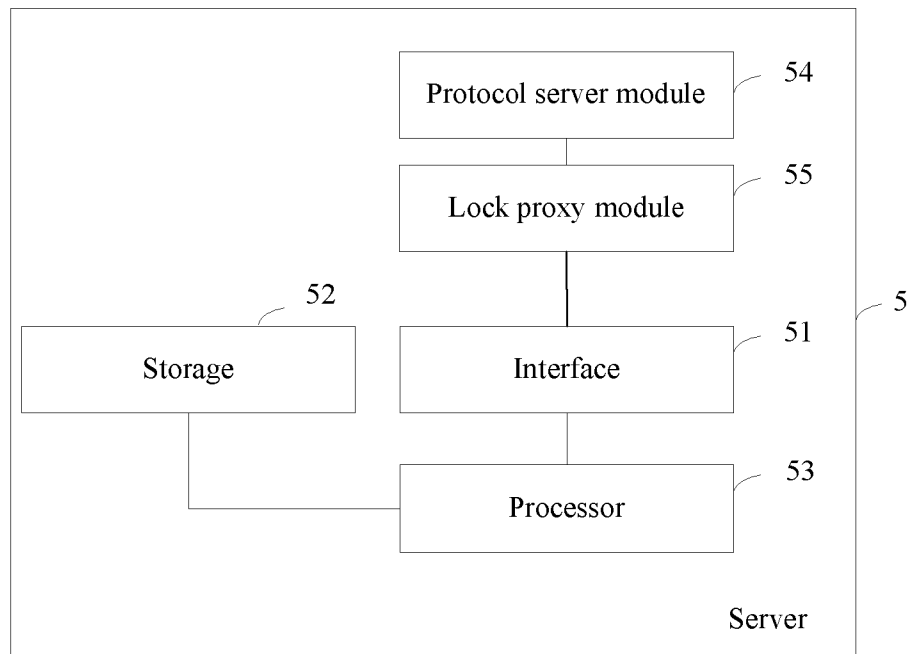 54
Protocol server module
55
Lock proxy module
52
5
51
Storage
Interface
53
Processor
Server